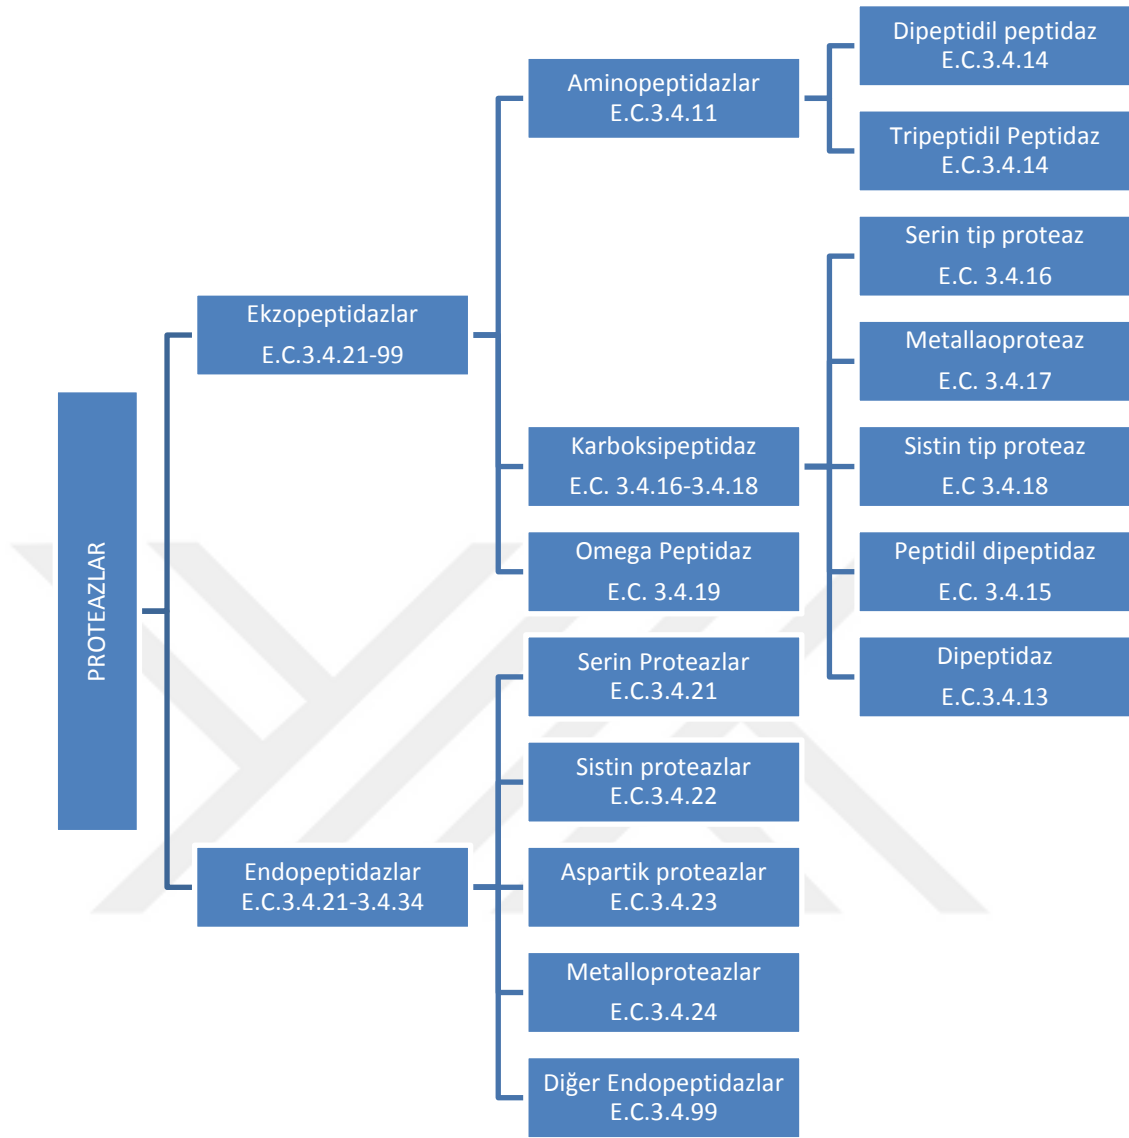 PROTEAZLAR
Ekzopeptidazlar
E.C.3.4.21-99
Aminopeptidazlar
E.C.3.4.11
Dipeptidil peptidaz
E.C.3.4.14
Tripeptidil Peptidaz
E.C.3.4.14
Karboksipeptidaz
E.C. 3.4.16-3.4.18
Serin tip proteaz
E.C. 3.4.16
Metallaoproteaz
E.C. 3.4.17
Sistin tip proteaz
E.C 3.4.18
Peptidil dipeptidaz
E.C. 3.4.15
Dipeptidaz
E.C.3.4.13
Omega Peptidaz
E.C. 3.4.19
Endopeptidazlar
E.C.3.4.21-3.4.34
Serin Proteazlar
E.C.3.4.21
Sistin proteazlar
E.C.3.4.22
Aspartik proteazlar
E.C.3.4.23
Metalloproteazlar
E.C.3.4.24
Diğer Endopeptidazlar
E.C.3.4.99